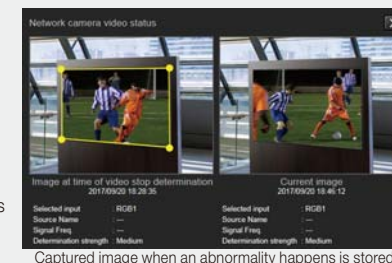 Network camera video status
Image at time of video stop determination
2017/09/20 18:28:35
Selected input : RGB1
Source Name : ---
Signal Freq. : ---
Determination strength : Medium
Current image
2017/09/20 18:46:12
Selected input : RGB1
Source Name : ---
Signal Freq. : ---
Determination strength : Medium
s
Captured image when an abnormality happens is stored